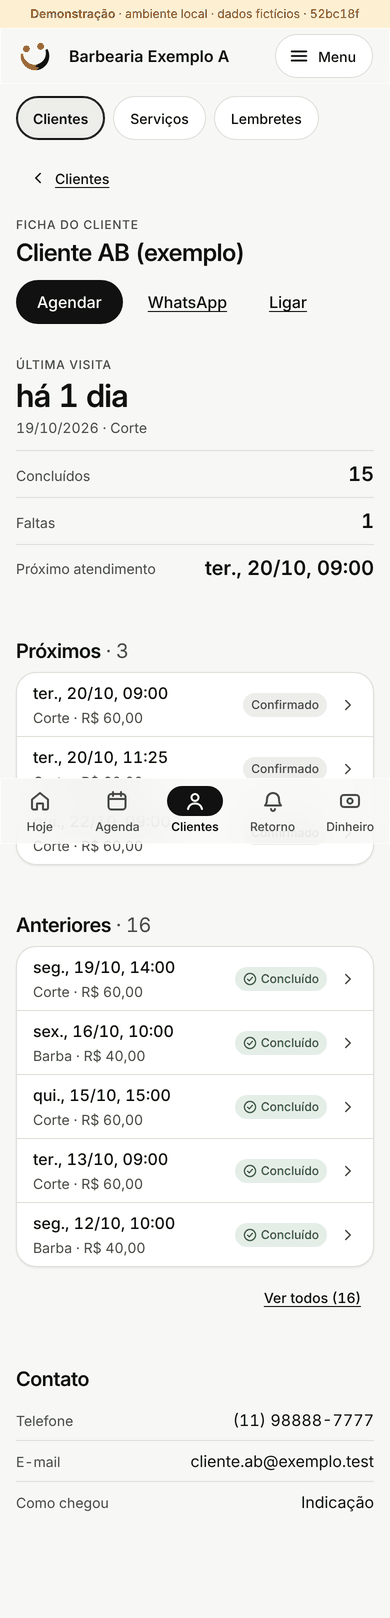 Demonstração · ambiente local · dados fictícios · 52bc18f
Barbearia Exemplo A
Menu
Clientes
Serviços
Lembretes
Clientes
FICHA DO CLIENTE
Cliente AB (exemplo)
Agendar
WhatsApp
Ligar
ÚLTIMA VISITA
há 1 dia
19/10/2026 · Corte
Concluídos
15
Faltas
1
Próximo atendimento
ter., 20/10, 09:00
Próximos · 3
ter., 20/10, 09:00
Corte · R$ 60,00
Confirmado
ter., 20/10, 11:25
Confirmado
Hoje
Agenda
Clientes
Retorno
Dinheiro
Corte · R$ 60,00
Anteriores · 16
seg., 19/10, 14:00
Corte · R$ 60,00
Concluído
sex., 16/10, 10:00
Barba · R$ 40,00
Concluído
qui., 15/10, 15:00
Corte · R$ 60,00
Concluído
ter., 13/10, 09:00
Corte · R$ 60,00
Concluído
seg., 12/10, 10:00
Barba · R$ 40,00
Concluído
Ver todos (16)
Contato
Telefone
(11) 98888-7777
E-mail
cliente.ab@exemplo.test
Como chegou
Indicação